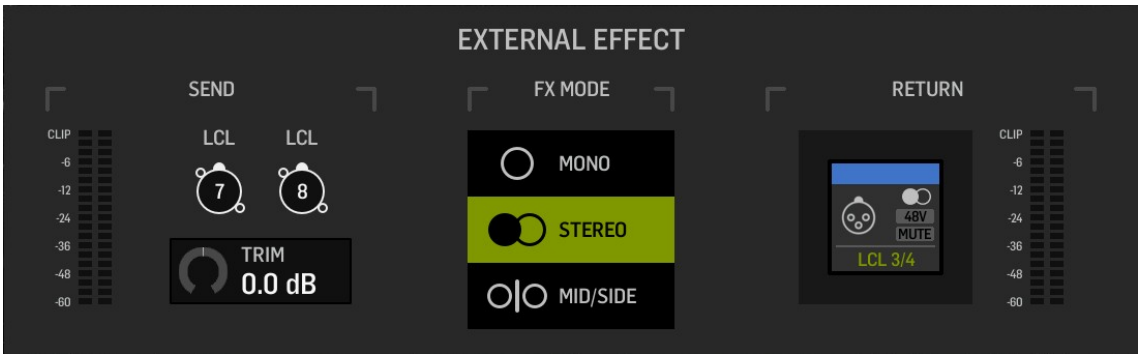 EXTERNAL EFFECT
SEND
FX MODE
RETURN
CLIP
-6
-12
-24
-36
-48
-60
LCL LCL
7 8
TRIM
0.0 dB
MONO
STEREO
MID/SIDE
48V
MUTE
LCL 3/4
CLIP
-6
-12
-24
-36
-48
-60